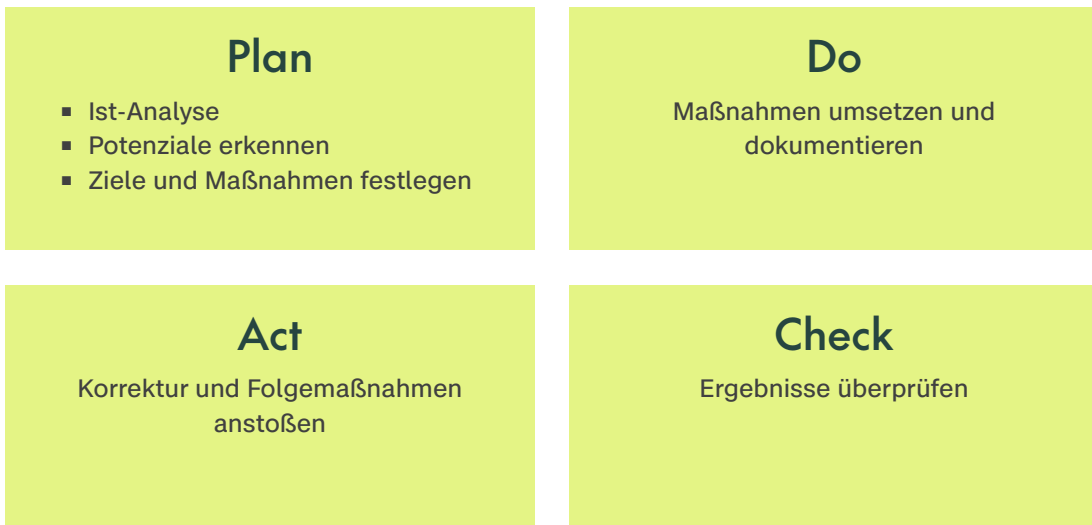 Plan
▪ Ist-Analyse
▪ Potenziale erkennen
▪ Ziele und Maßnahmen festlegen
Do
Maßnahmen umsetzen und
dokumentieren
Act
Korrektur und Folgemaßnahmen
anstoßen
Check
Ergebnisse überprüfen